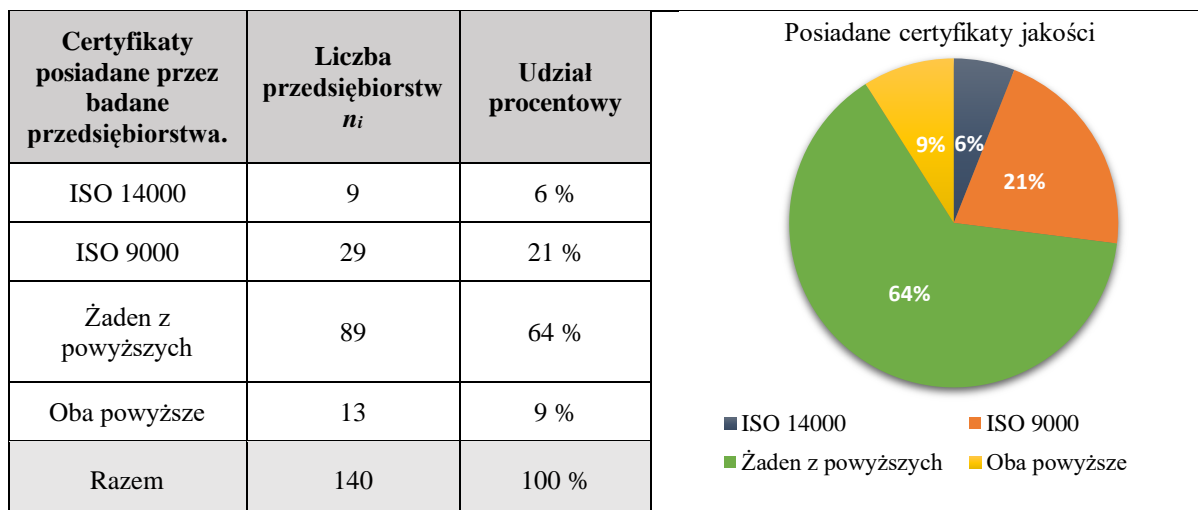 Certyfikaty
posiadane przez
badane
przedsiębiorstwa.
Liczba
przedsiębiorstw
ni
Udział
procentowy
ISO 14000
9
6 %
ISO 9000
29
21 %
Żaden z
powyższych
89
64 %
Oba powyższe
13
9 %
Razem
140
100 %
Posiadane certyfikaty jakości
9%
6%
21%
64%
ISO 14000
ISO 9000
Żaden z powyższych
Oba powyższe